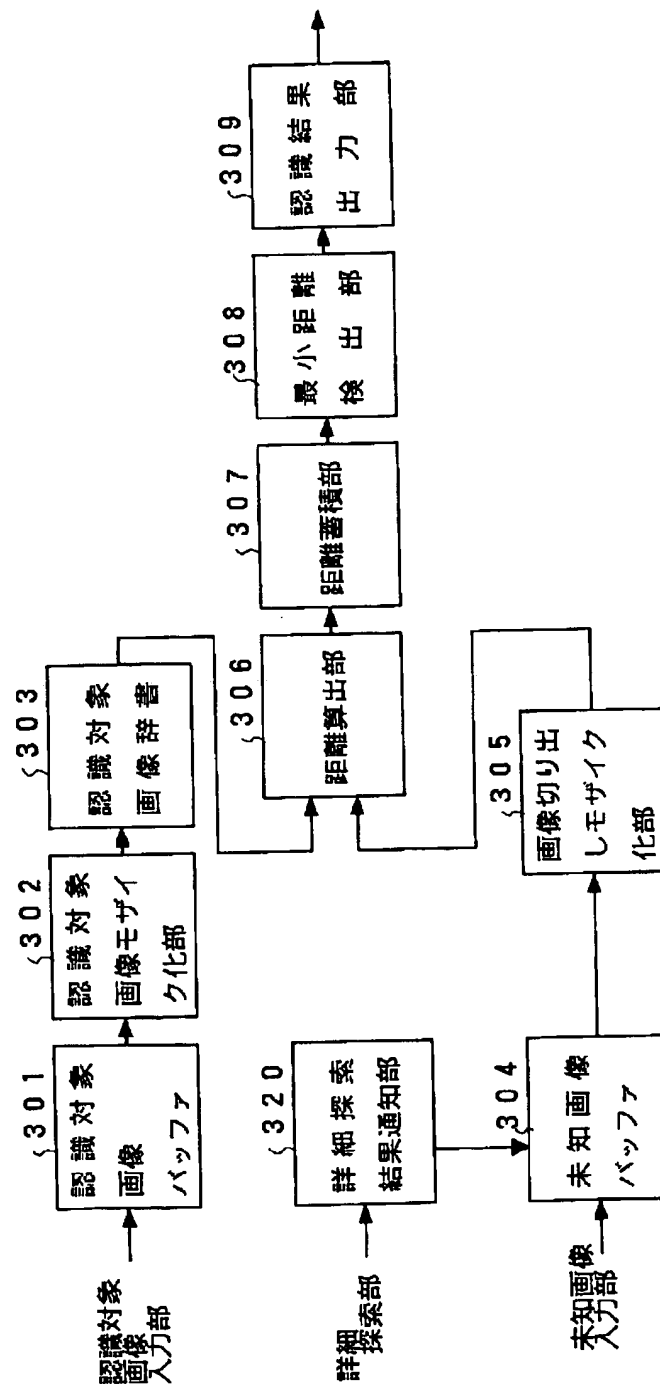 認識対象
画像
入力部
301
認識対象
画像
バッファ
302
認識対象
画像モザイ
ク化部
303
認識対象
画像辞書
詳細
探索部
320
詳細探索
結果通知部
未知画像
入力部
304
未知画像
バッファ
305
画像切り出
しモザイク
化部
306
距離算出部
307
距離蓄積部
308
最小距離
検出部
309
認識結果
出力部